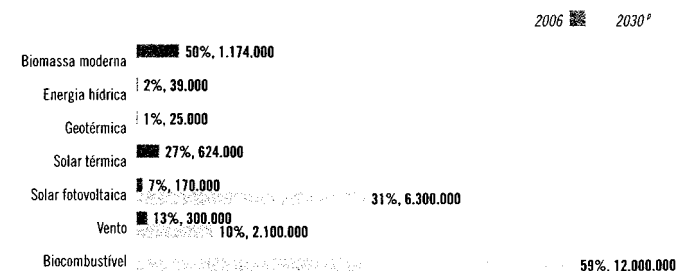 2006 2030ᵖ
Biomassa moderna 50%, 1.174.000
Energia hídrica 2%, 39.000
Geotérmica 1%, 25.000
Solar térmica 27%, 624.000
7%, 170.000
Solar fotovoltaica 31%, 6.300.000
13%, 300.000
Vento 10%, 2.100.000
Biocombustível 59%, 12.000.000